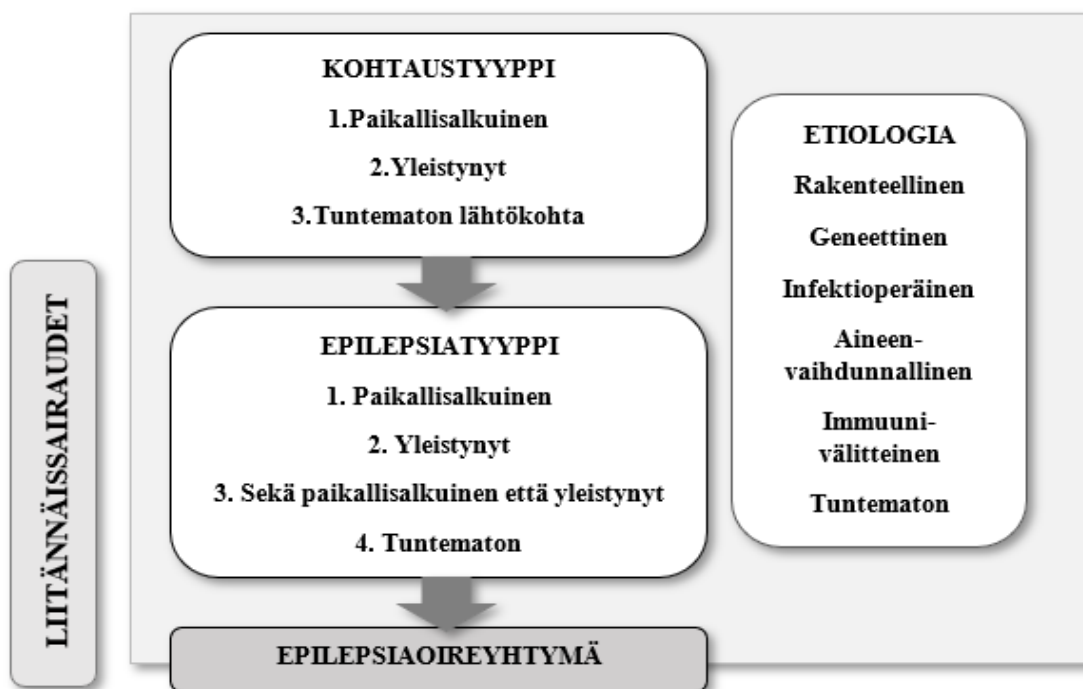 KOHTAUSTYYPPI
1.Paikallisalkuinen
2.Yleistynyt
3.Tuntematon lähtökohta
EPILEPSIATYYPPI
1. Paikallisalkuinen
2. Yleistynyt
3. Sekä paikallisalkuinen että yleistynyt
4. Tuntematon
EPILEPSIAOIREYHTYMÄ
ETIOLOGIA
Rakenteellinen
Geneettinen
Infektioperäinen
Aineen-
vaihdunnallinen
Immuuni-
välitteinen
Tuntematon
LIITÄNNÄISSAIRAUDET